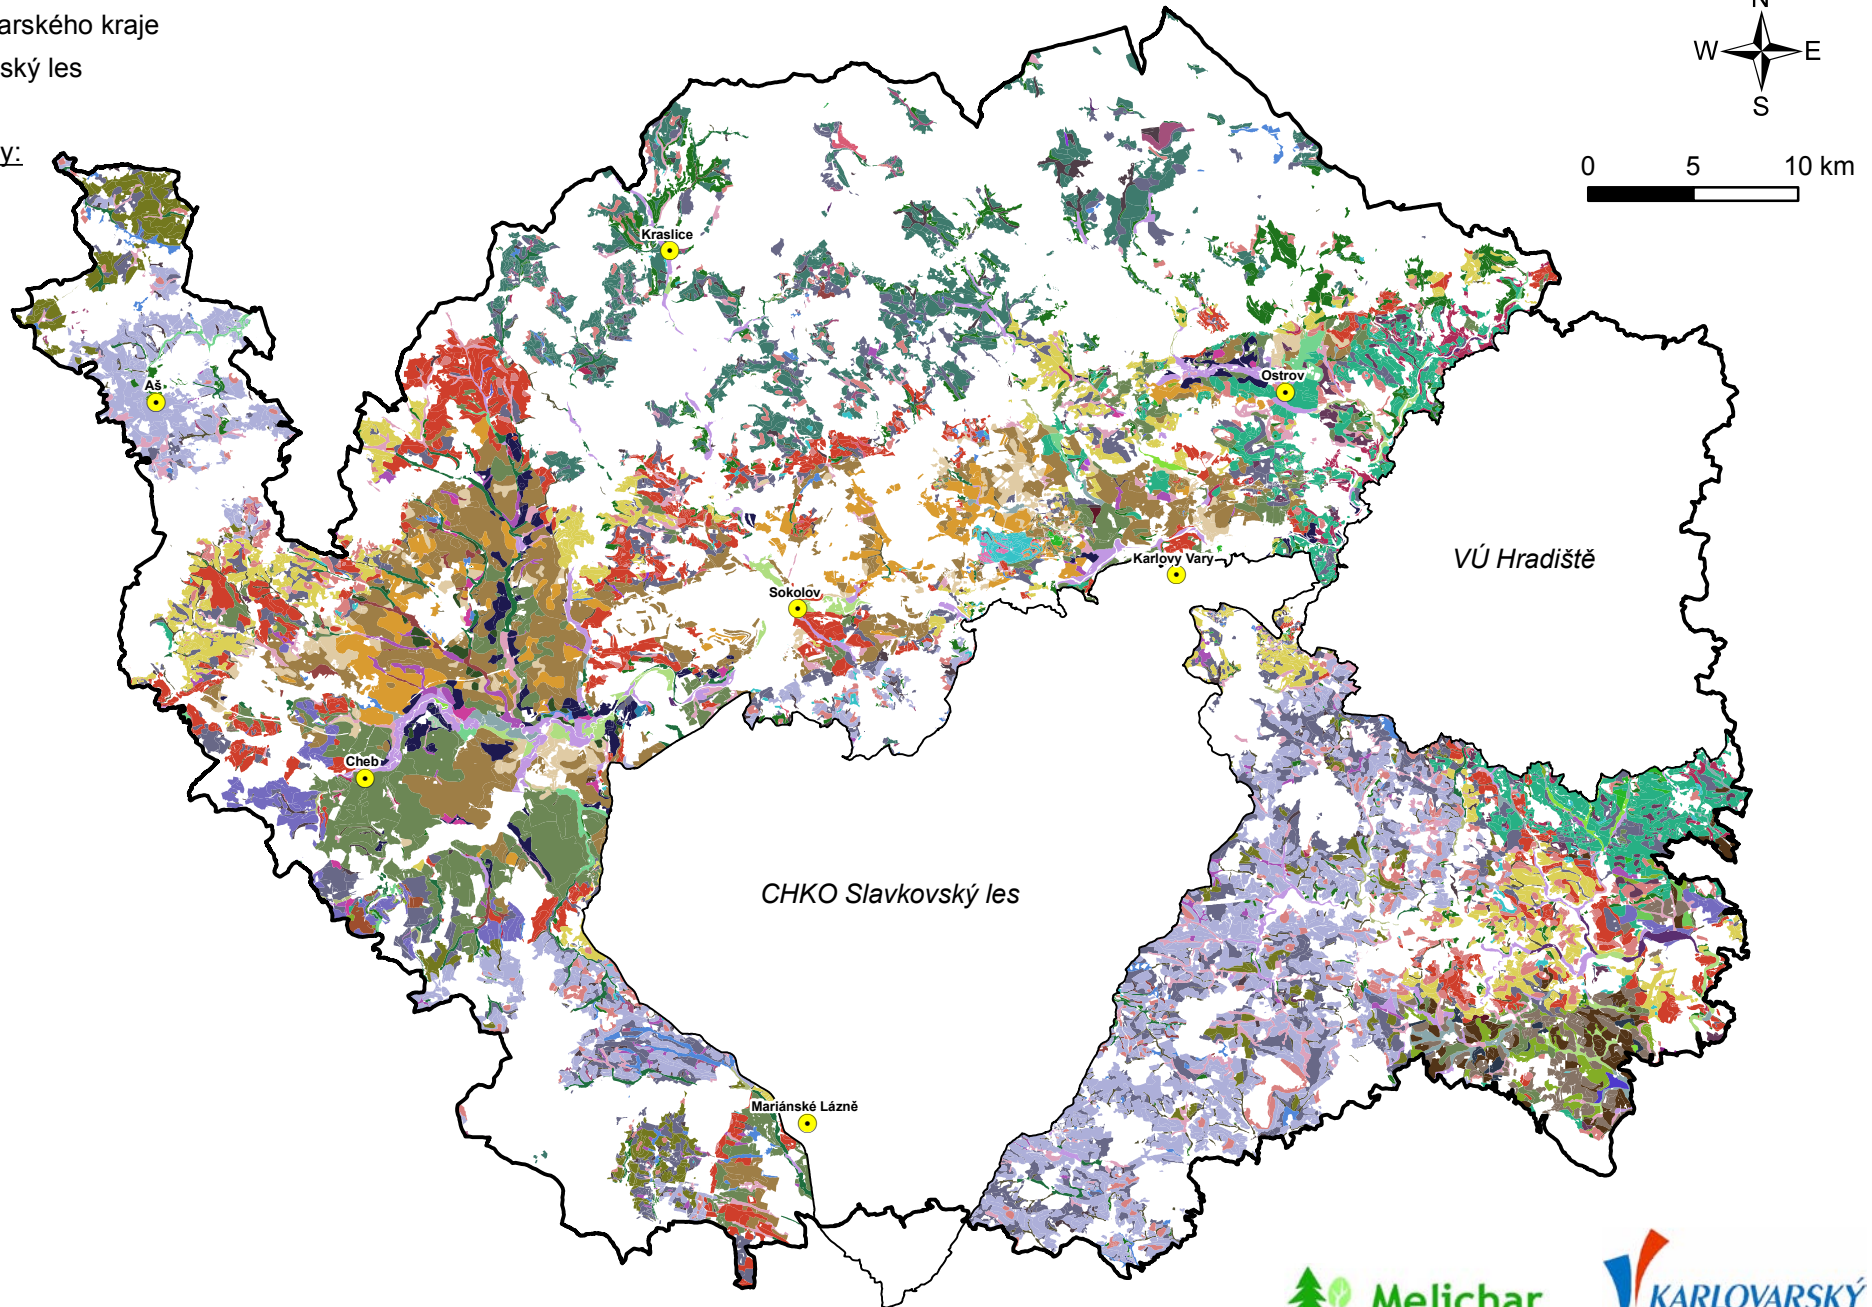 arského kraje
ský les
y:
N
W E
S
0 5 10 km
Kraslice
Aš
Ostrov
Karlovy Vary
VÚ Hradiště
Sokolov
Cheb
CHKO Slavkovský les
Mariánské Lázně
Melichar
KARLOVARSKÝ